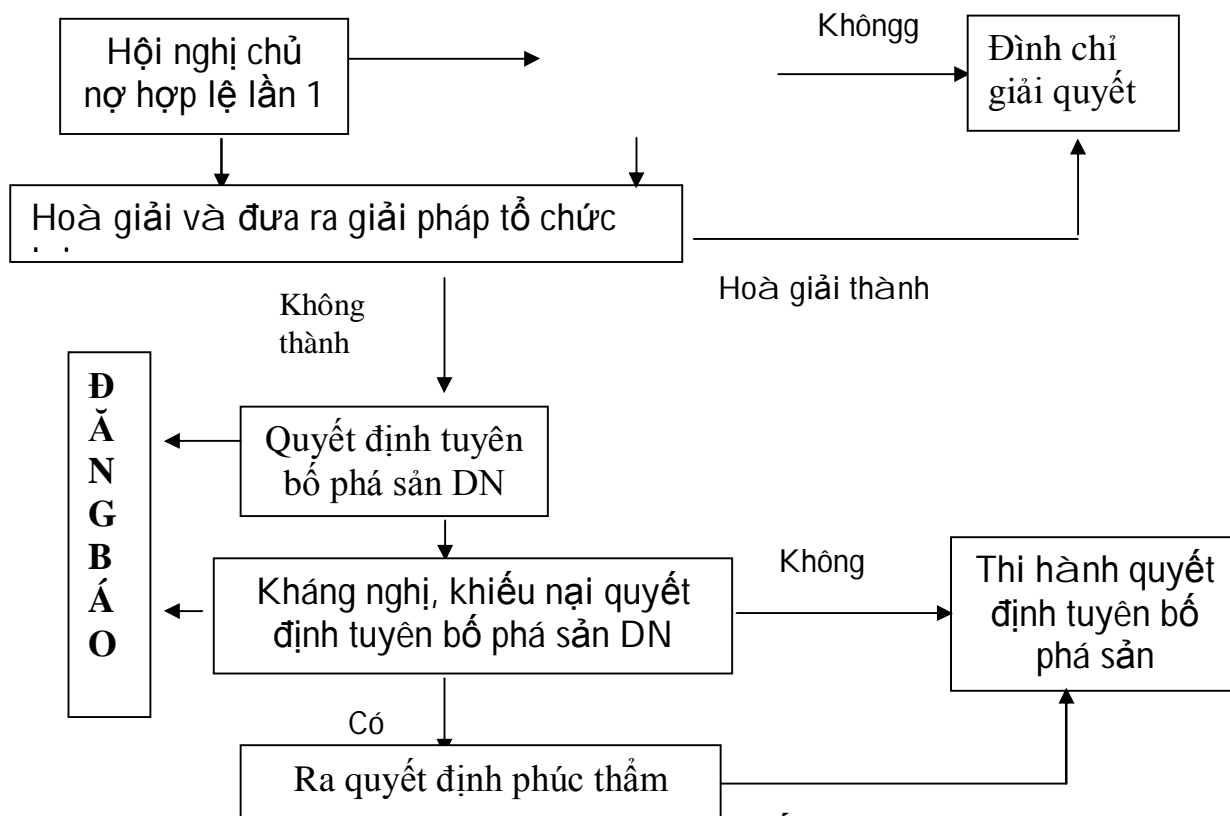 Khôngg
Hội nghị chủ
nợ hợp lệ lần 1
Đình chỉ
giải quyết
Hoà giải và đưa ra giải pháp tổ chức
Hoà giải thành
Không
thành
Đ
Ă
N
G
B
Á
O
Quyết định tuyên
bố phá sản DN
Kháng nghị, khiếu nại quyết
định tuyên bố phá sản DN
Không
Thi hành quyết
định tuyên bố
phá sản
Có
Ra quyết định phúc thẩm